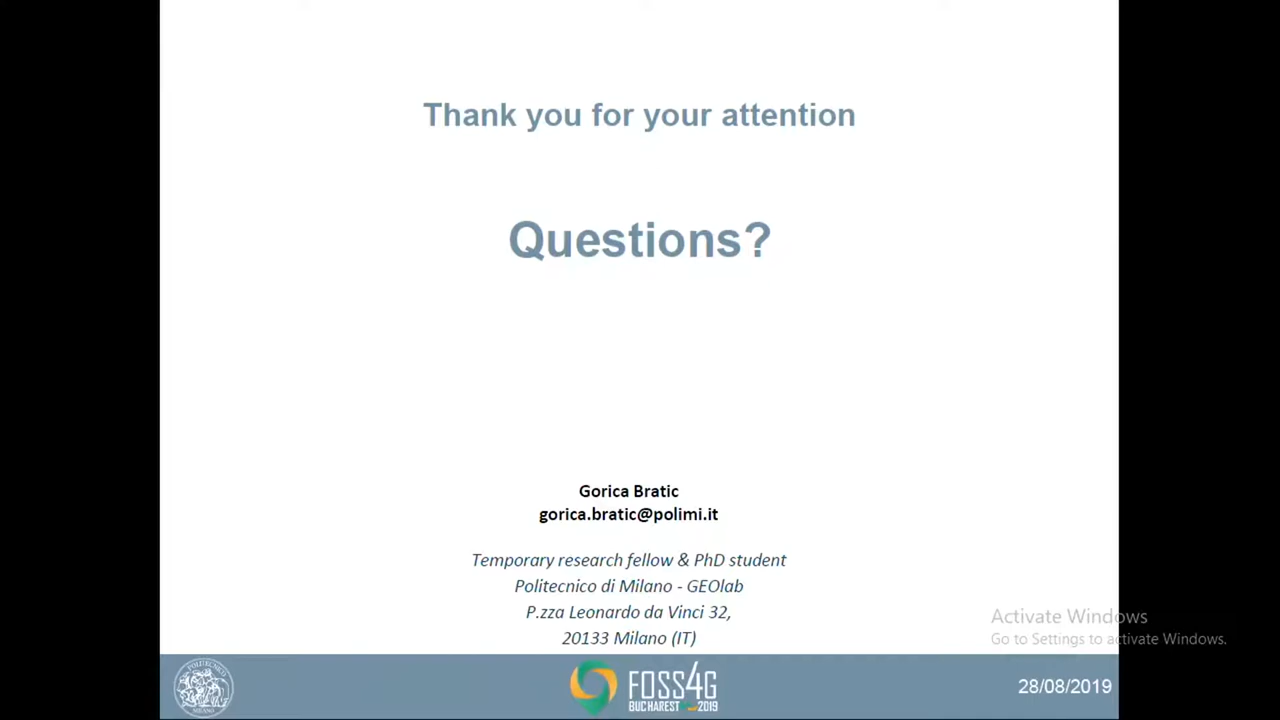 Thank you for your attention
Questions?
Gorica Bratic
gorica.bratic@polimi.it
Temporary research fellow & PhD student
Politecnico di Milano - GEOlab
P.zza Leonardo da Vinci 32,
20133 Milano (IT)
Activate Windows
Go to Settings to activate Windows.
POLITECNICO
MILANO
FOSS4G
BUCHAREST 2019
28/08/2019